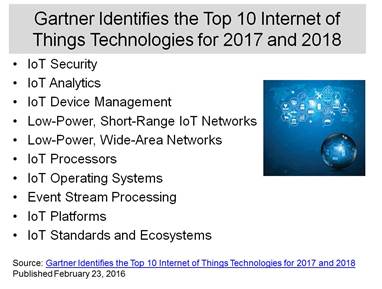 Gartner Identifies the Top 10 Internet of
Things Technologies for 2017 and 2018
• IoT Security
• IoT Analytics
• IoT Device Management
• Low-Power, Short-Range IoT Networks
• Low-Power, Wide-Area Networks
• IoT Processors
• IoT Operating Systems
• Event Stream Processing
• IoT Platforms
• IoT Standards and Ecosystems
Source: Gartner Identifies the Top 10 Internet of Things Technologies for 2017 and 2018
Published February 23, 2016